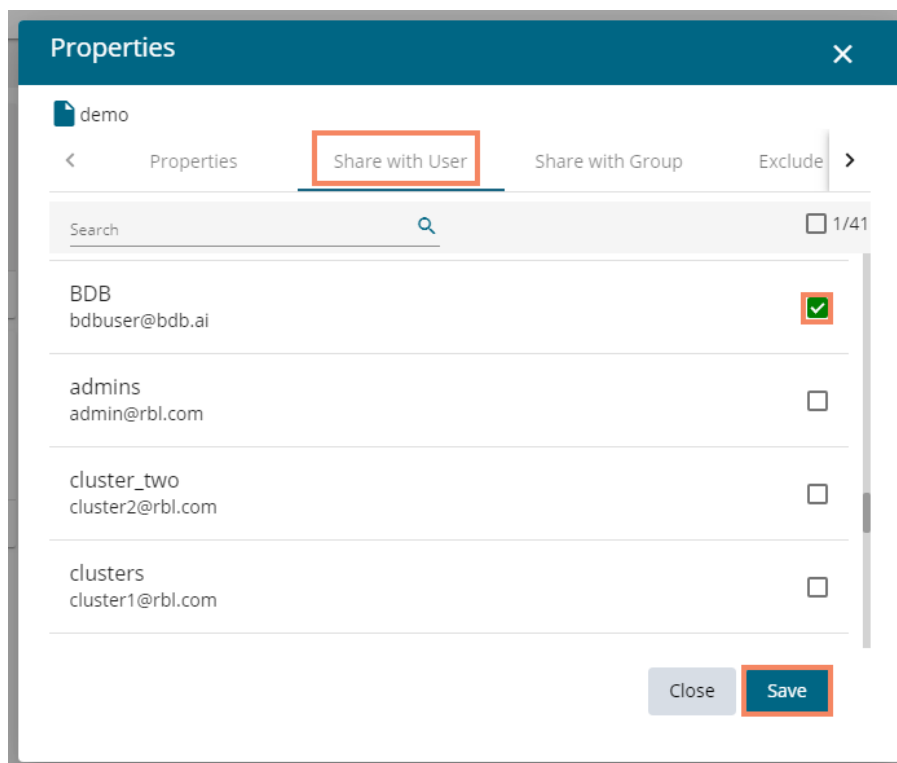 Properties
demo
Properties Share with User Share with Group Exclude
Search 1/41
BDB
bdbuser@bdb.ai
admins
admin@rbl.com
cluster_two
cluster2@rbl.com
clusters
cluster1@rbl.com
Close Save